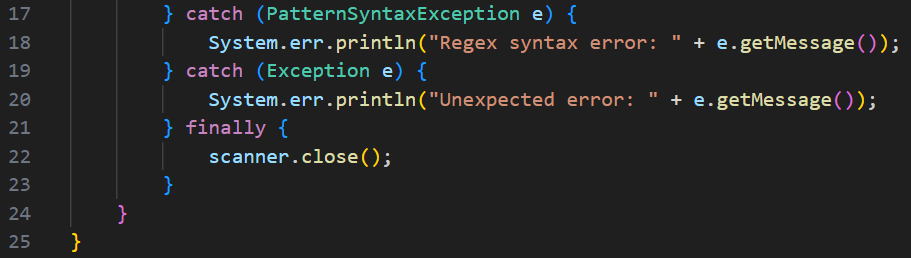 17 } catch (PatternSyntaxException e) {
18 System.err.println("Regex syntax error: " + e.getMessage());
19 } catch (Exception e) {
20 System.err.println("Unexpected error: " + e.getMessage());
21 } finally {
22 scanner.close();
23 }
24 }
25 }